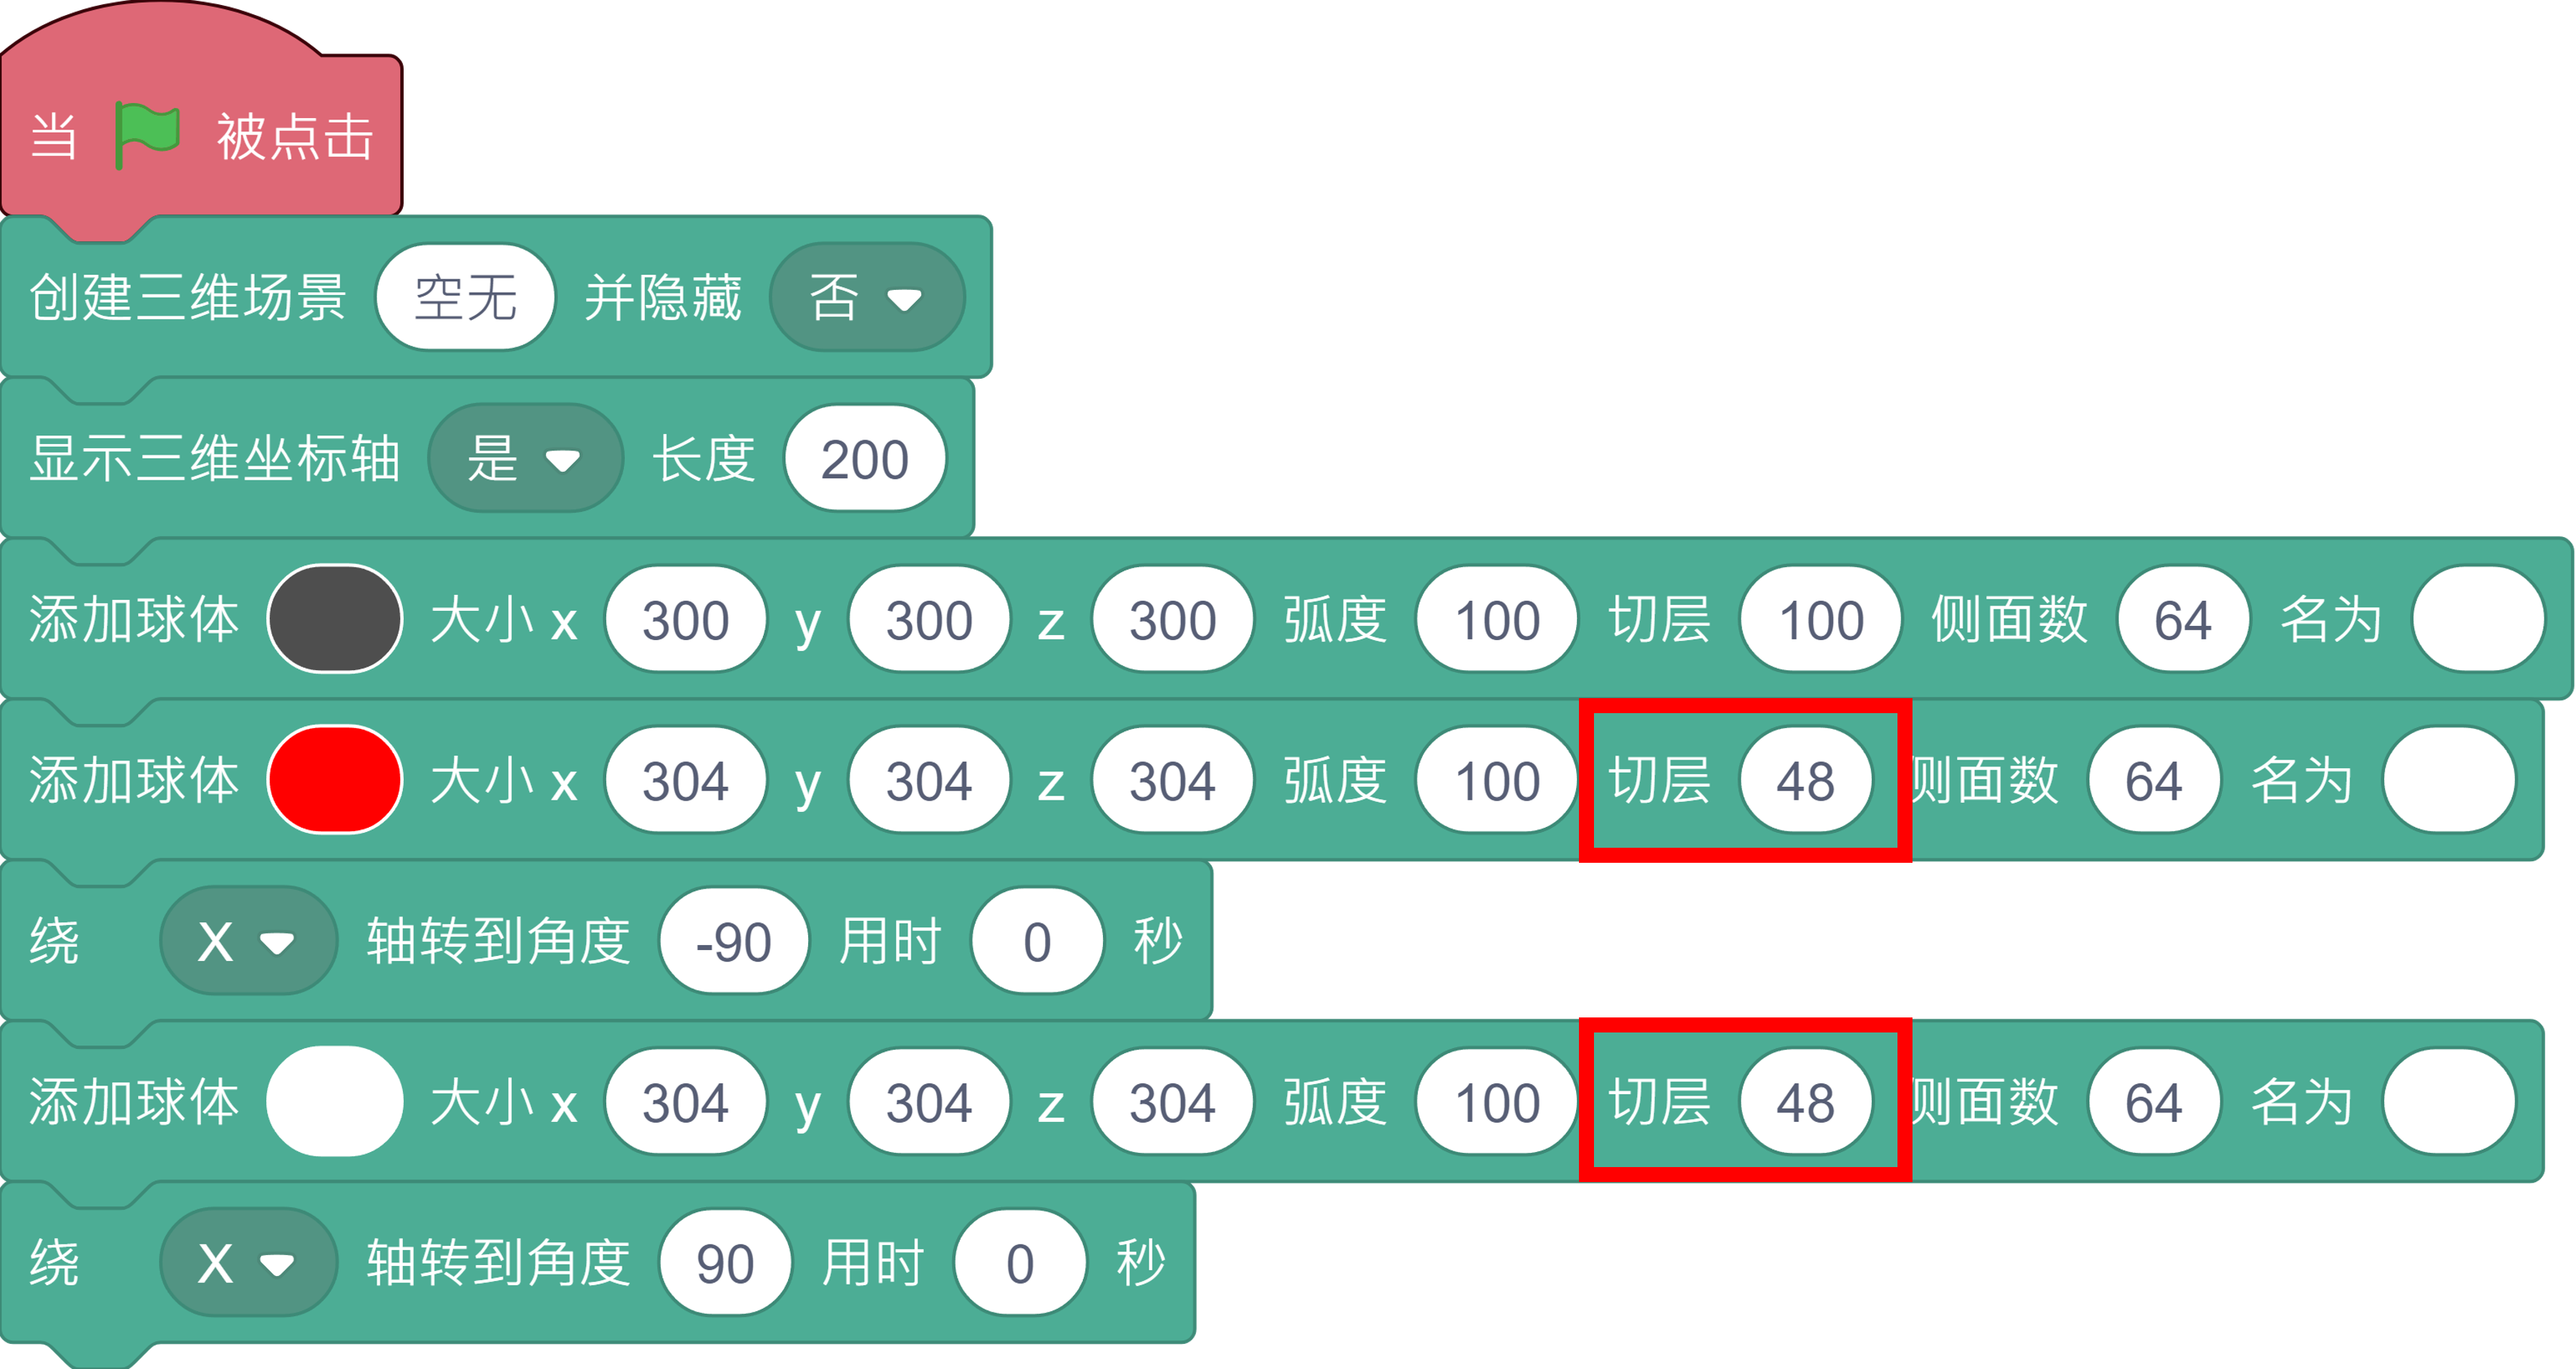 当 被点击
创建三维场景 空无 并隐藏 否
显示三维坐标轴 是 长度 200
添加球体 大小 x 300 y 300 z 300 弧度 100 切层 100 侧面数 64 名为
添加球体 大小 x 304 y 304 z 304 弧度 100 切层 48 侧面数 64 名为
绕 X 轴转到角度 -90 用时 0 秒
添加球体 大小 x 304 y 304 z 304 弧度 100 切层 48 侧面数 64 名为
绕 X 轴转到角度 90 用时 0 秒